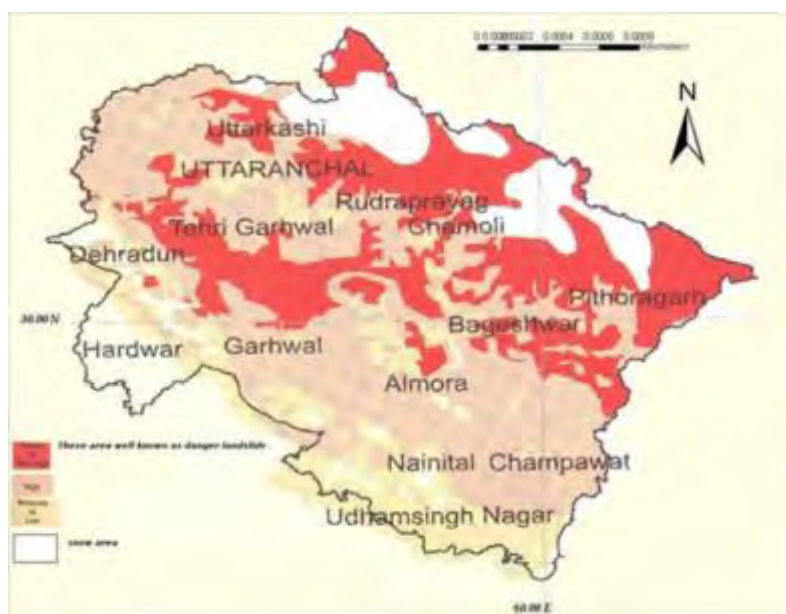 N
Uttarkashi
UTTARANCHAL
Rudraprayag
Tehri Garhwal
Chamoli
Dehradun
Pithoragarh
30.00 N
Bageshwar
Hardwar
Garhwal
Almora
These area well known as danger landslide
Nainital Champawat
High
Udhamsingh Nagar
snow area